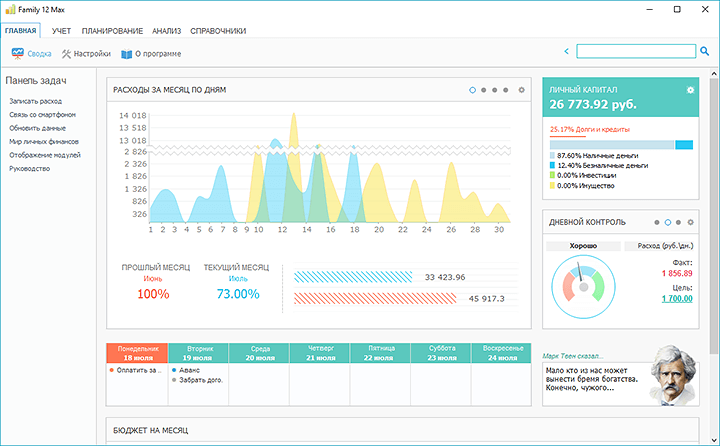 Family 12 Max
ГЛАВНАЯ УЧЕТ ПЛАНИРОВАНИЕ АНАЛИЗ СПРАВОЧНИКИ
Сводка Настройки О программе
Панель задач
Записать расход
Связь со смартфоном
Обновить данные
Мир личных финансов
Отображение модулей
Руководство
РАСХОДЫ ЗА МЕСЯЦ ПО ДНЯМ
14 018
13 518
13 018
2 826
2 326
1 826
1 326
826
326
1 2 3 4 5 6 7 8 9 10 12 14 16 18 20 22 24 26 28 30
ПРОШЛЫЙ МЕСЯЦ
Июнь
100%
ТЕКУЩИЙ МЕСЯЦ
Июль
73.00%
33 423.96
45 917.3
ЛИЧНЫЙ КАПИТАЛ
26 773.92 руб.
25.17% Долги и кредиты
87.60% Наличные деньги
12.40% Безналичные деньги
0.00% Инвестиции
0.00% Имущество
ДНЕВНОЙ КОНТРОЛЬ
Хорошо Расход (руб.\дн.)
Факт:
1 856.89
Цель:
1 700.00
Понедельник Вторник Среда Четверг Пятница Суббота Воскресенье
18 июля 19 июля 20 июля 21 июля 22 июля 23 июля 24 июля
Оплатить за .. Аванс
Забрать дого.
Марк Твен сказал...
Мало кто из нас может
вынести бремя богатства.
Конечно, чужого...
БЮДЖЕТ НА МЕСЯЦ